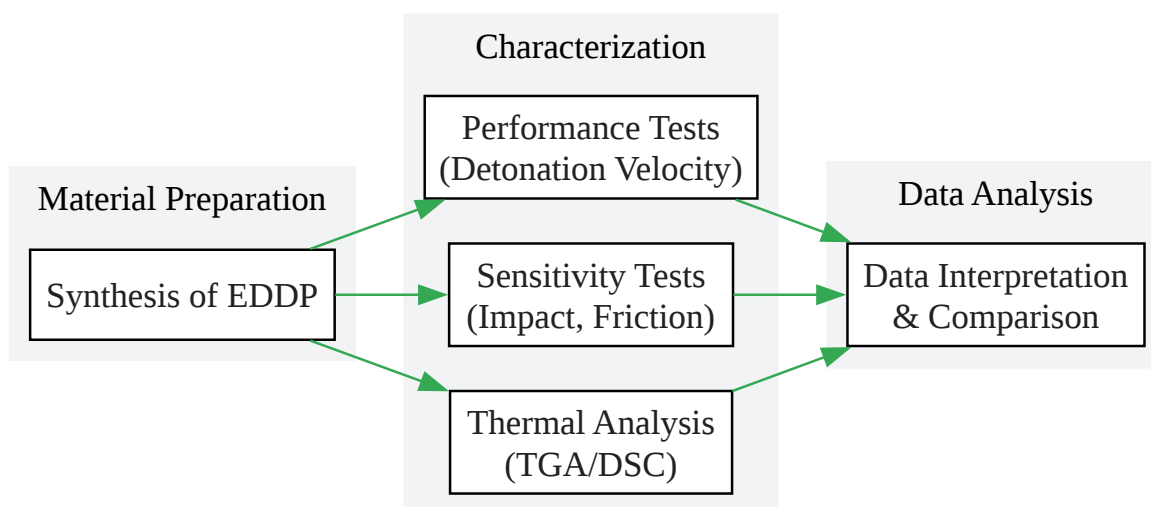 Material Preparation
Synthesis of EDDP
Characterization
Performance Tests
(Detonation Velocity)
Sensitivity Tests
(Impact, Friction)
Thermal Analysis
(TGA/DSC)
Data Analysis
Data Interpretation
& Comparison